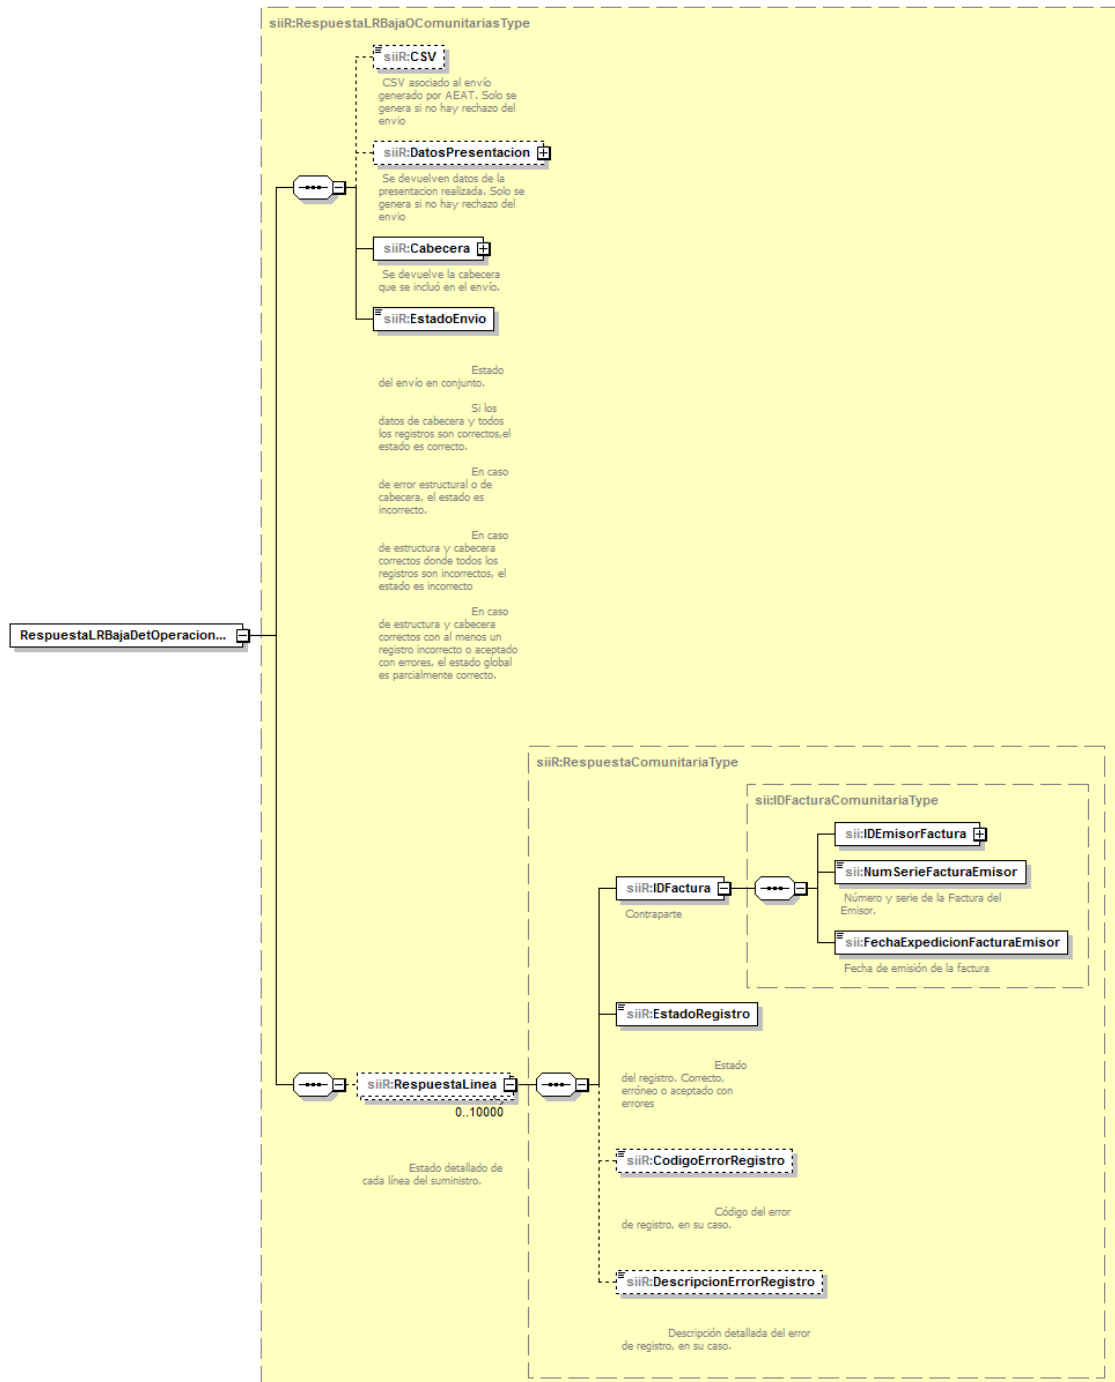 siiR:RespuestaLRBajaOComunitariasType
siiR:CSV
CSV asociado al envío
generado por AEAT. Solo se
genera si no hay rechazo del
envio
siiR:DatosPresentacion
Se devuelven datos de la
presentacion realizada. Solo se
genera si no hay rechazo del
envio
siiR:Cabecera
Se devuelve la cabecera
que se incluó en el envío.
siiR:EstadoEnvio
Estado
del envío en conjunto.
Si los
datos de cabecera y todos
los registros son correctos,el
estado es correcto.
En caso
de error estructural o de
cabecera, el estado es
incorrecto.
En caso
de estructura y cabecera
correctos donde todos los
registros son incorrectos, el
estado es incorrecto
En caso
de estructura y cabecera
correctos con al menos un
registro incorrecto o aceptado
con errores, el estado global
es parcialmente correcto.
RespuestaLRBajaDetOperacion...
siiR:RespuestaComunitariaType
sii:IDFacturaComunitariaType
sii:IDEmisorFactura
sii:NumSerieFacturaEmisor
Número y serie de la Factura del
Emisor.
sii:FechaExpedicionFacturaEmisor
Fecha de emisión de la factura
siiR:IDFactura
Contraparte
siiR:EstadoRegistro
Estado
del registro. Correcto,
erróneo o aceptado con
errores
siiR:RespuestaLinea
0..10000
Estado detallado de
cada línea del suministro.
siiR:CodigoErrorRegistro
Código del error
de registro, en su caso.
siiR:DescripcionErrorRegistro
Descripción detallada del error
de registro, en su caso.